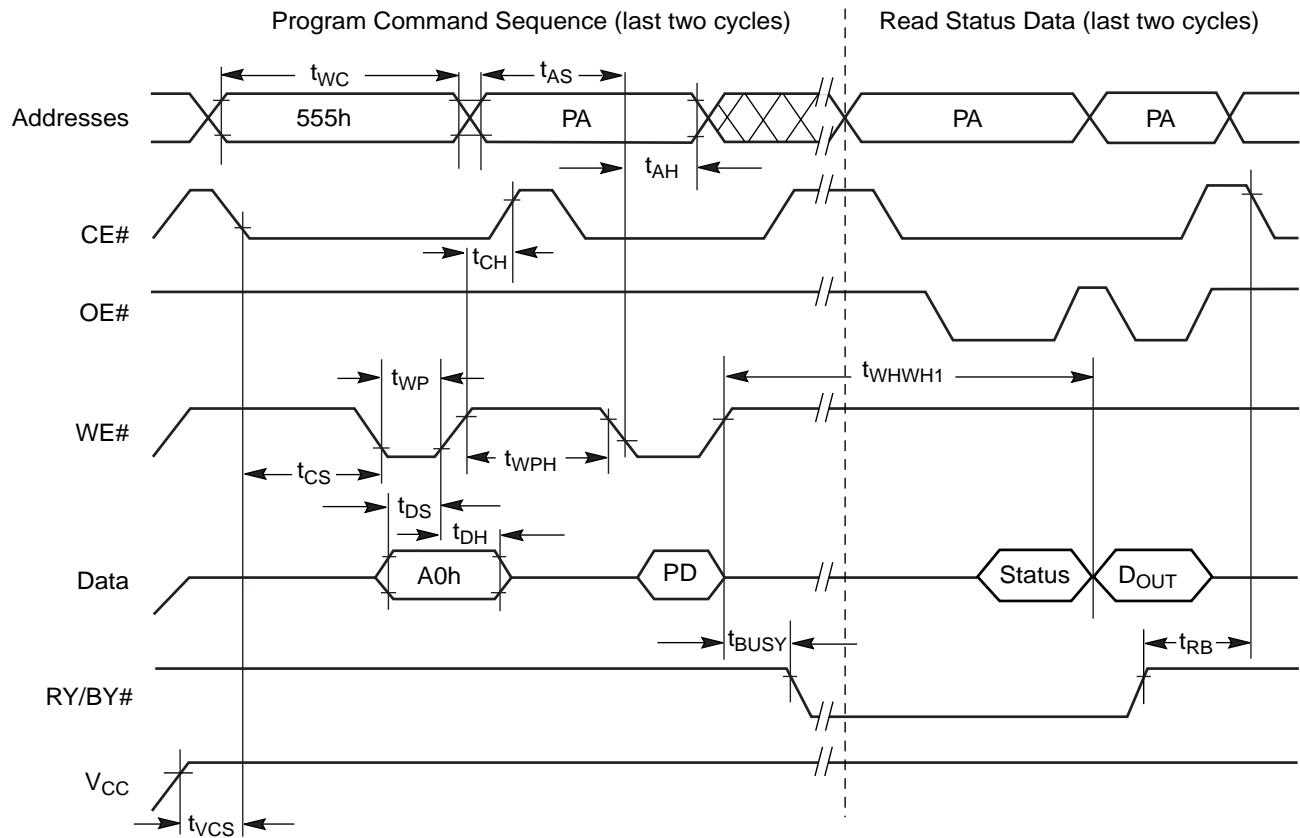 Program Command Sequence (last two cycles)
Read Status Data (last two cycles)
tWC
tAS
Addresses
555h
PA
PA
PA
tAH
CE#
tCH
OE#
tWP
tWHWH1
WE#
tCS
tWPH
tDS
tDH
Data
A0h
PD
Status
DOUT
tBUSY
tRB
RY/BY#
VCC
tVCS